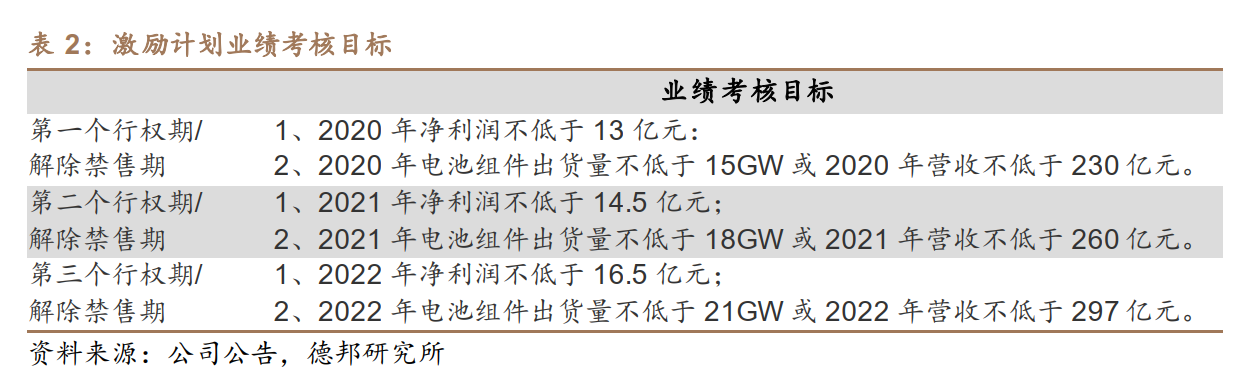 表 2：激励计划业绩考核目标
业绩考核目标
第一个行权期/ 1、2020 年净利润不低于 13 亿元：
解除禁售期 2、2020 年电池组件出货量不低于 15GW 或 2020 年营收不低于 230 亿元。
第二个行权期/ 1、2021 年净利润不低于 14.5 亿元；
解除禁售期 2、2021 年电池组件出货量不低于 18GW 或 2021 年营收不低于 260 亿元。
第三个行权期/ 1、2022 年净利润不低于 16.5 亿元；
解除禁售期 2、2022 年电池组件出货量不低于 21GW 或 2022 年营收不低于 297 亿元。
资料来源：公司公告，德邦研究所